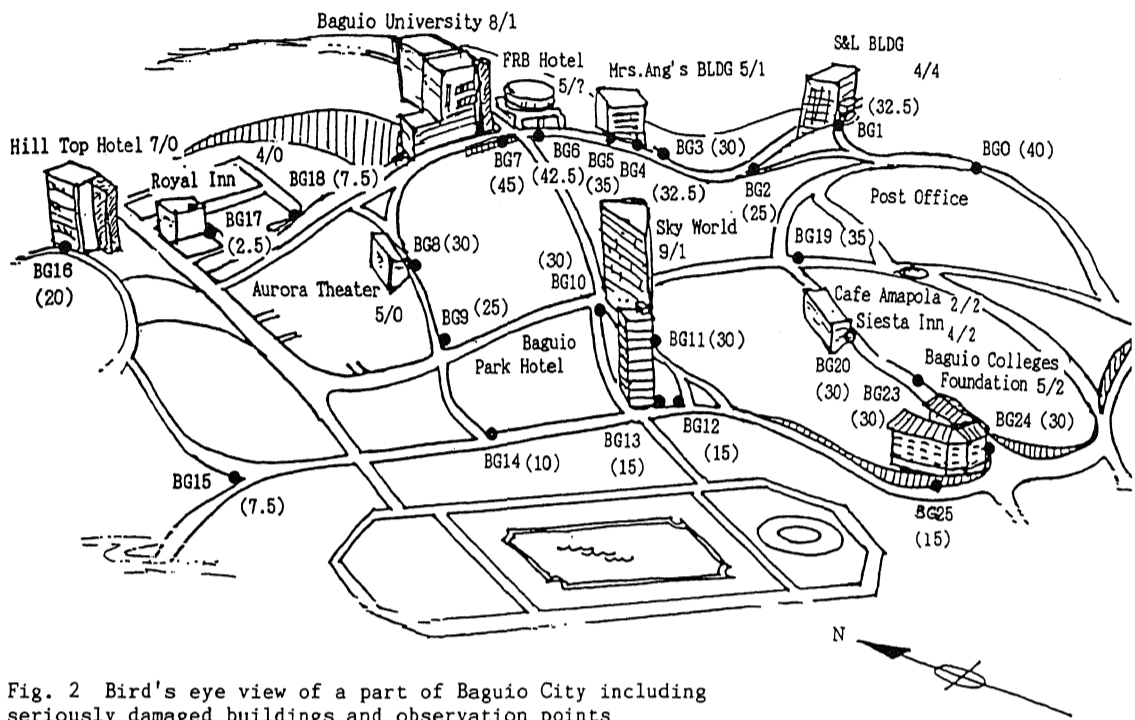 Baguio University 8/1
FRB Hotel
5/?
Mrs.Ang's BLDG 5/1
S&L BLDG
4/4
(32.5)
BG1
Hill Top Hotel 7/0
4/0
Royal Inn
BG18 (7.5)
BG17
(2.5)
BG7
(45)
BG6
(42.5)
BG5
(35)
BG4
(32.5)
BG3 (30)
BG2
(25)
BG0 (40)
Post Office
Sky World
9/1
BG19 (35)
BG16
(20)
BG8 (30)
Aurora Theater
5/0
(30)
BG10
BG9 (25)
Baguio
Park Hotel
BG11(30)
Cafe Amapola 2/2
Siesta Inn
4/2
BG20
(30)
Baguio Colleges
Foundation 5/2
BG23
(30)
BG24 (30)
BG12
(15)
BG13
(15)
BG14 (10)
BG15
(7.5)
BG25
(15)
N
Fig. 2 Bird's eye view of a part of Baguio City including
seriously damaged buildings and observation points